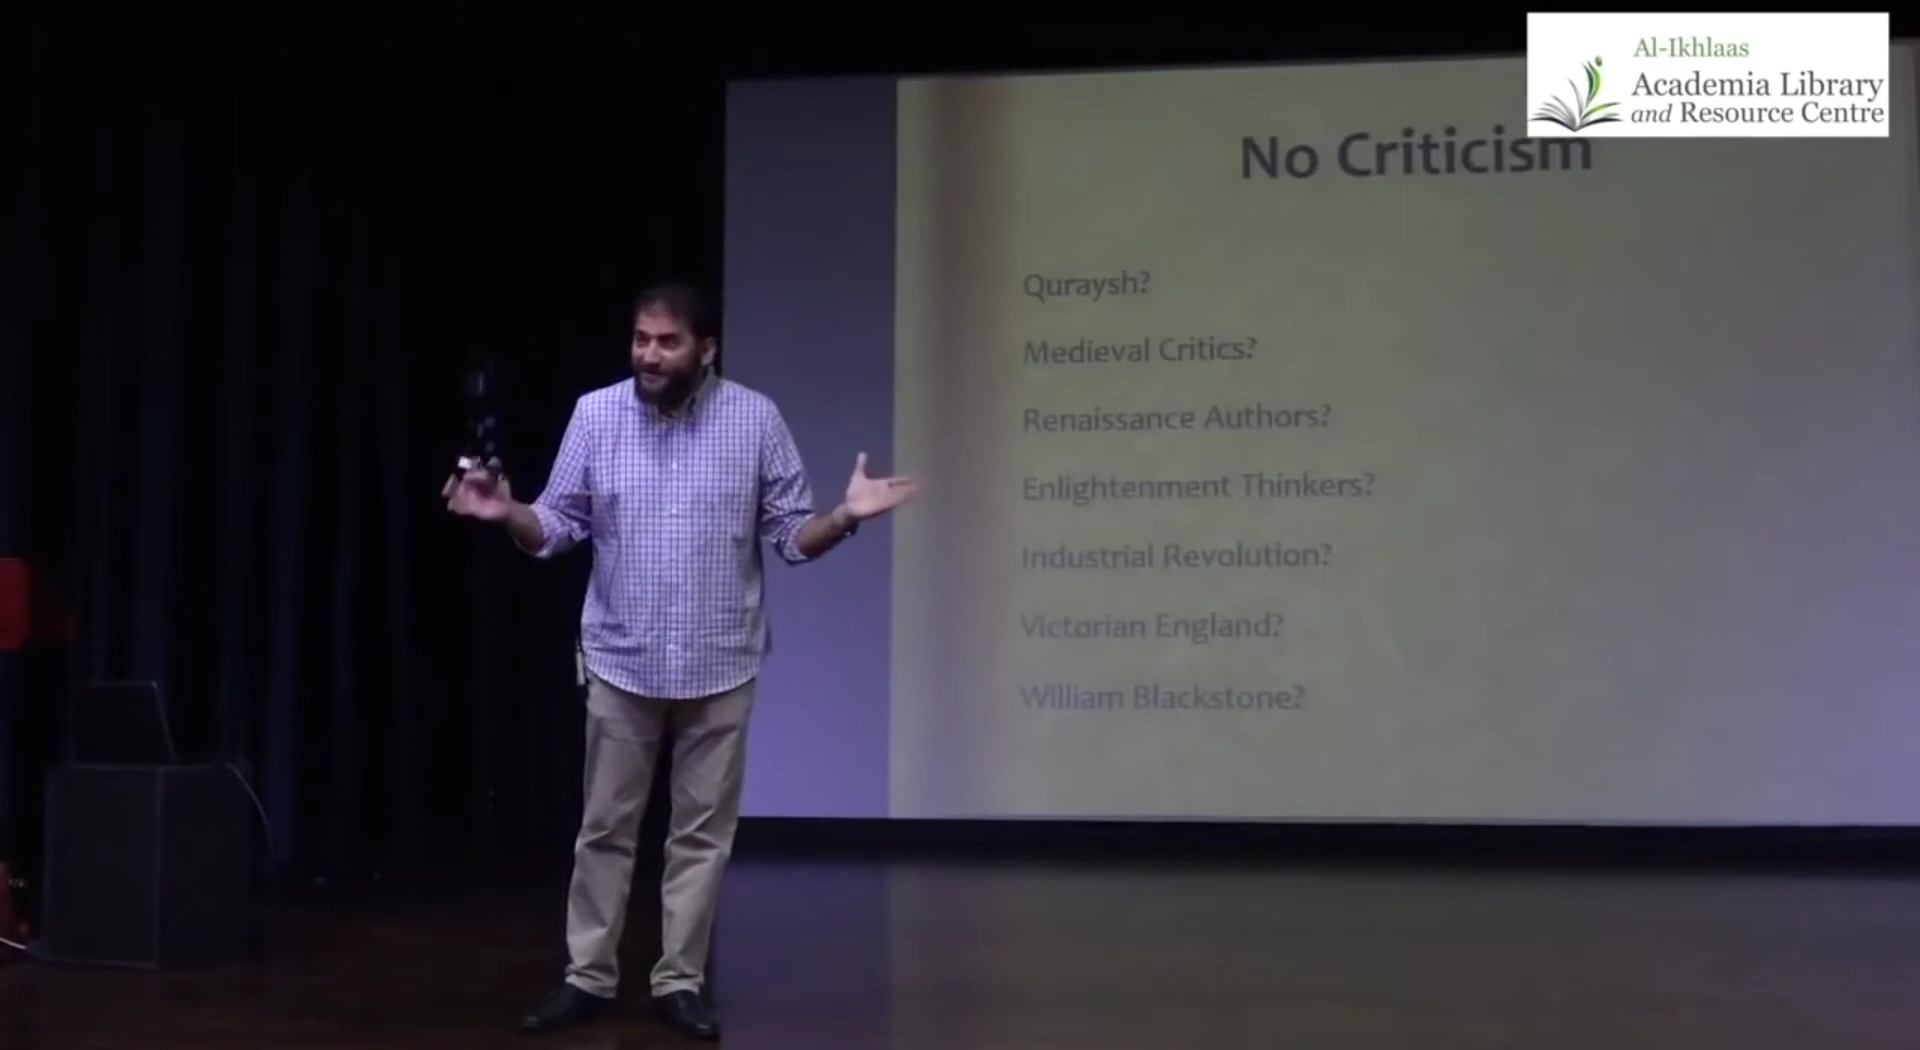 Al-Ikhlaas
Academia Library
and Resource Centre
No Criticism
Quraysh?
Medieval Critics?
Renaissance Authors?
Enlightenment Thinkers?
Industrial Revolution?
Victorian England?
William Blackstone?